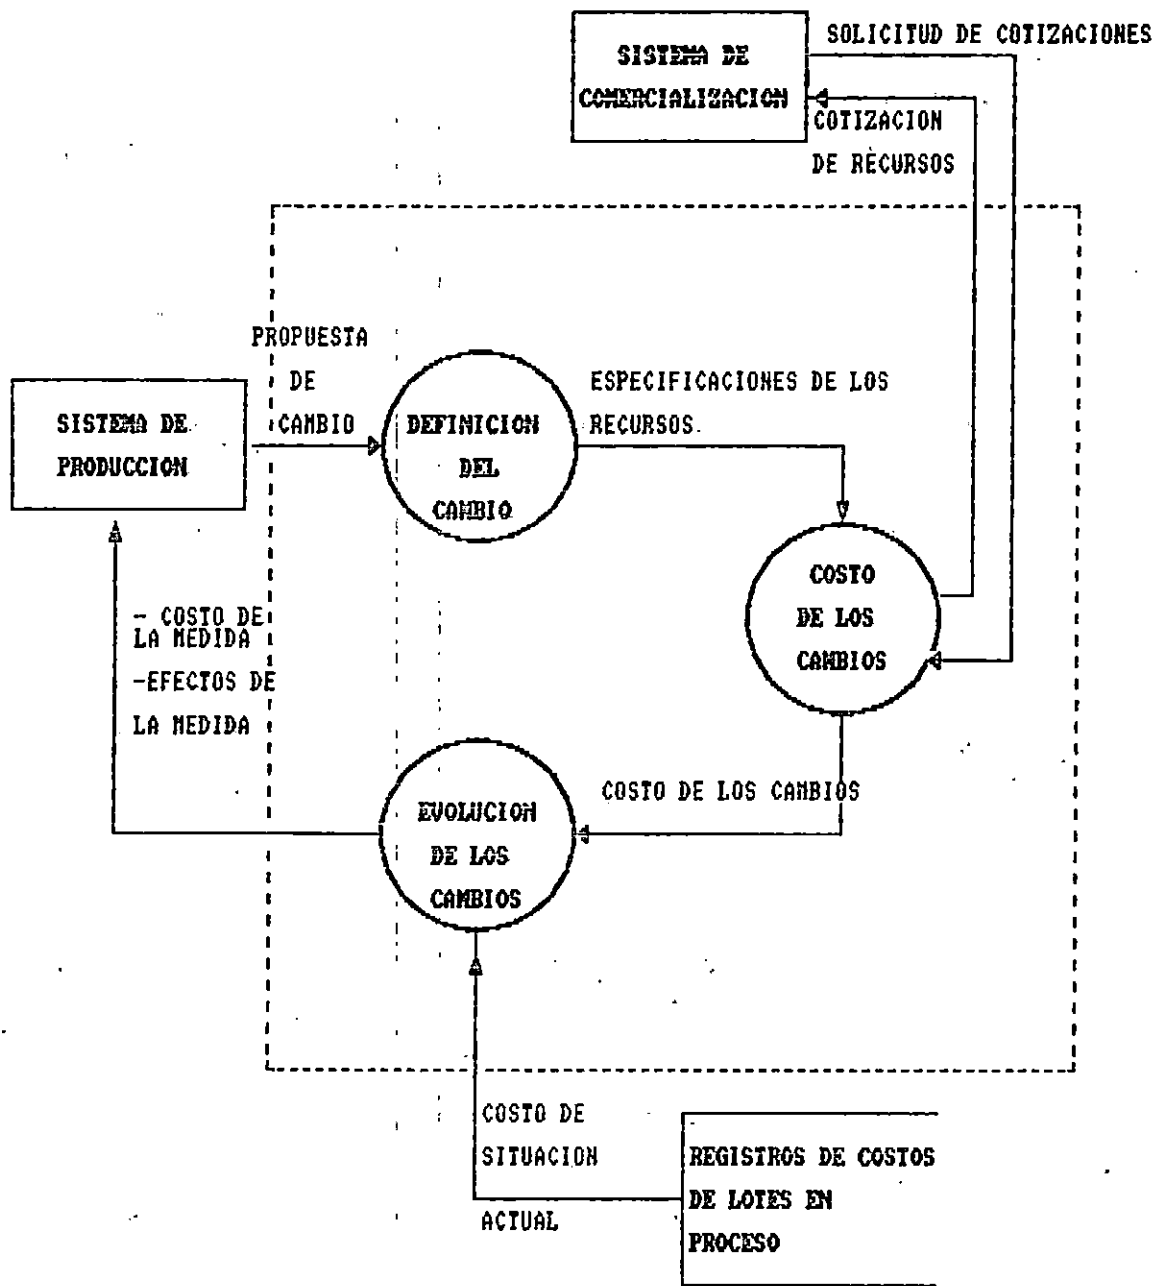 SOLICITUD DE COTIZACIONES
SISTEMA DE
COMERCIALIZACION
COTIZACION
DE RECURSOS
PROPUESTA
DE
CAMBIO
ESPECIFICACIONES DE LOS
RECURSOS.
SISTEMA DE
PRODUCCION
DEFINICION
DEL
CAMBIO
COSTO
DE LOS
CAMBIOS
- COSTO DE
LA MEDIDA
-EFECTOS DE
LA MEDIDA
COSTO DE LOS CAMBIOS
EVOLUCION
DE LOS
CAMBIOS
COSTO DE
SITUACION
ACTUAL
REGISTROS DE COSTOS
DE LOTES EN
PROCESO